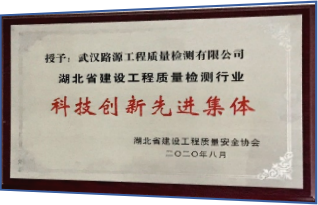 授予：武汉路源工程质量检测有限公司
湖北省建设工程质量检测行业
科技创新先进集体
湖北省建设工程质量安全协会
二〇二〇年八月